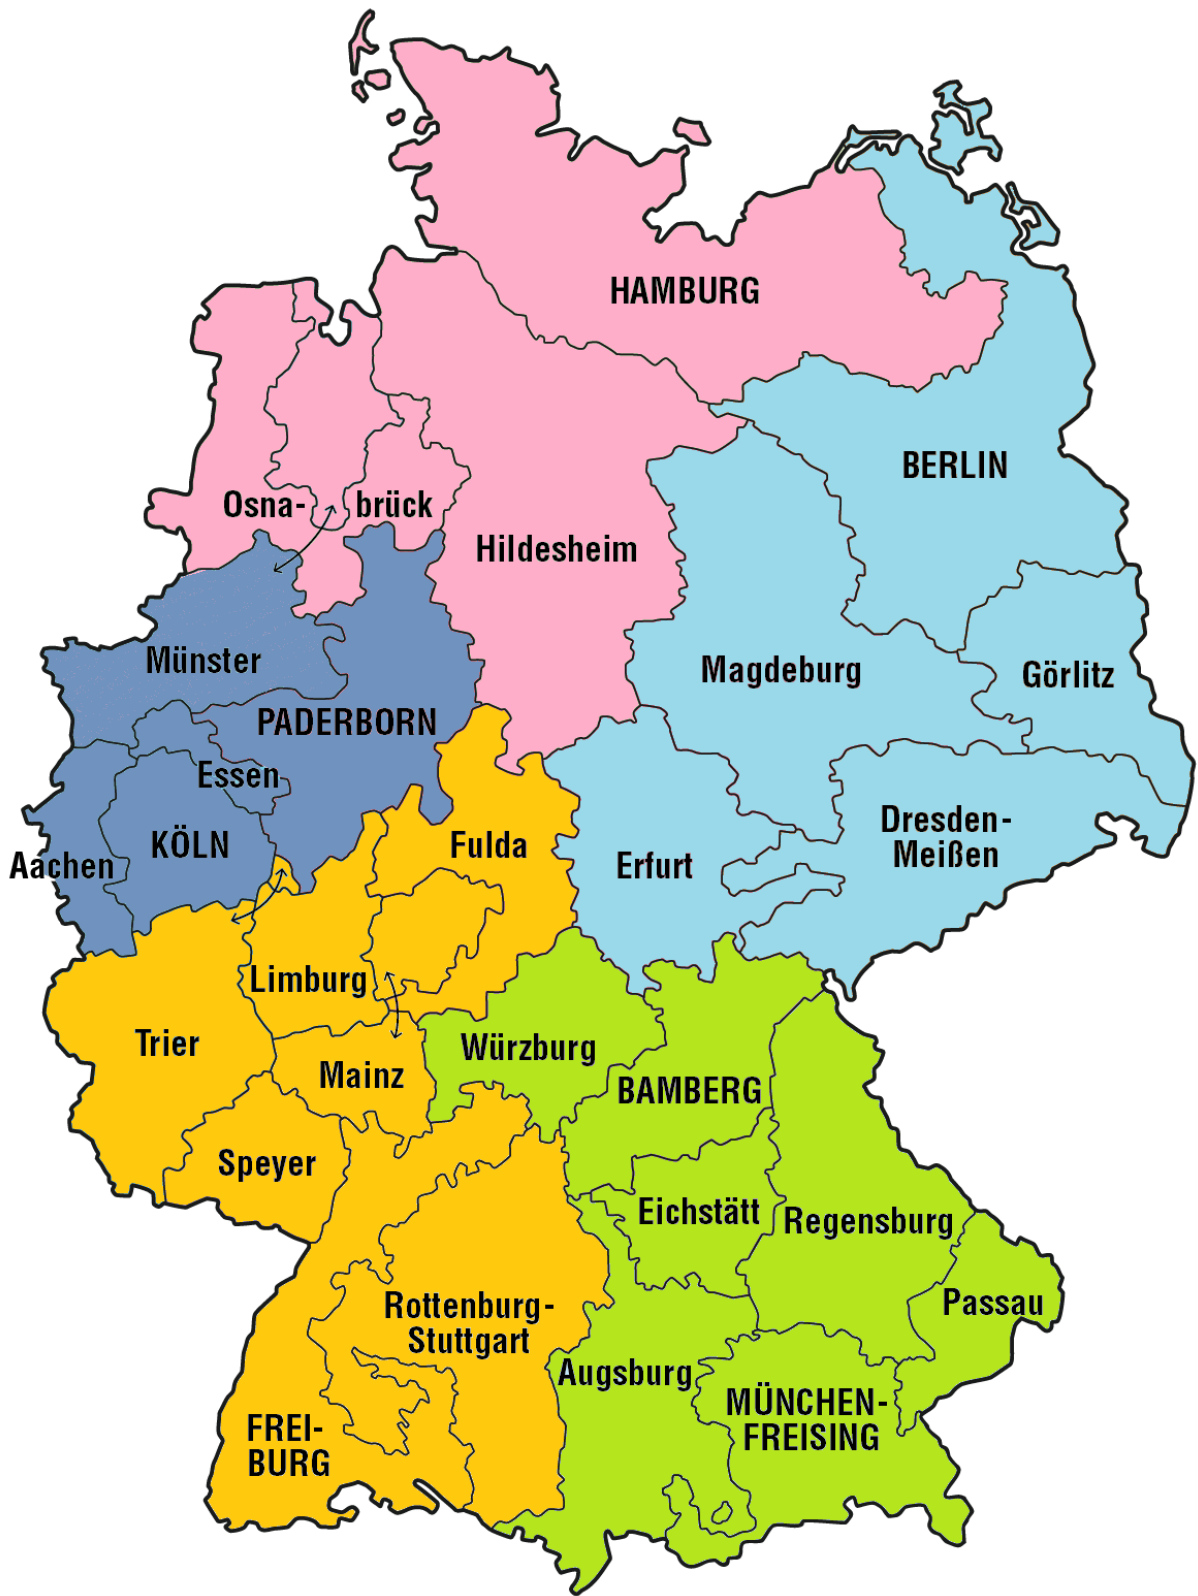 HAMBURG
BERLIN
Osna-
brück
Hildesheim
Münster
Magdeburg
Görlitz
PADERBORN
Essen
KÖLN
Aachen
Fulda
Erfurt
Dresden-
Meißen
Limburg
Trier
Mainz
Würzburg
BAMBERG
Speyer
Eichstätt
Regensburg
Passau
Rottenburg-
Stuttgart
Augsburg
MÜNCHEN-
FREISING
FREI-
BURG